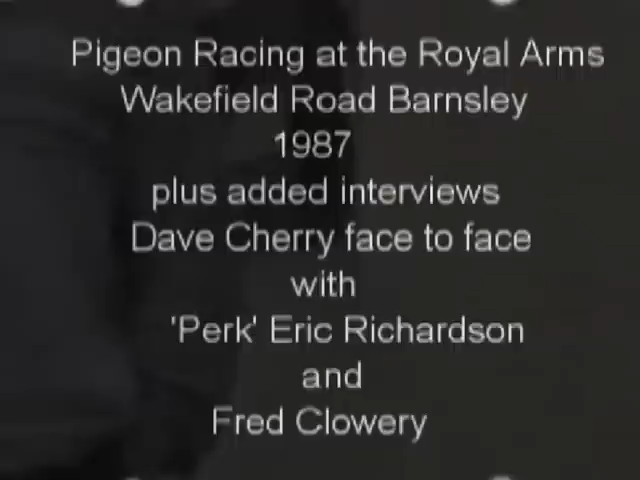 Pigeon Racing at the Royal Arms
Wakefield Road Barnsley
1987
plus added interviews
Dave Cherry face to face
with
'Perk' Eric Richardson
and
Fred Clowery